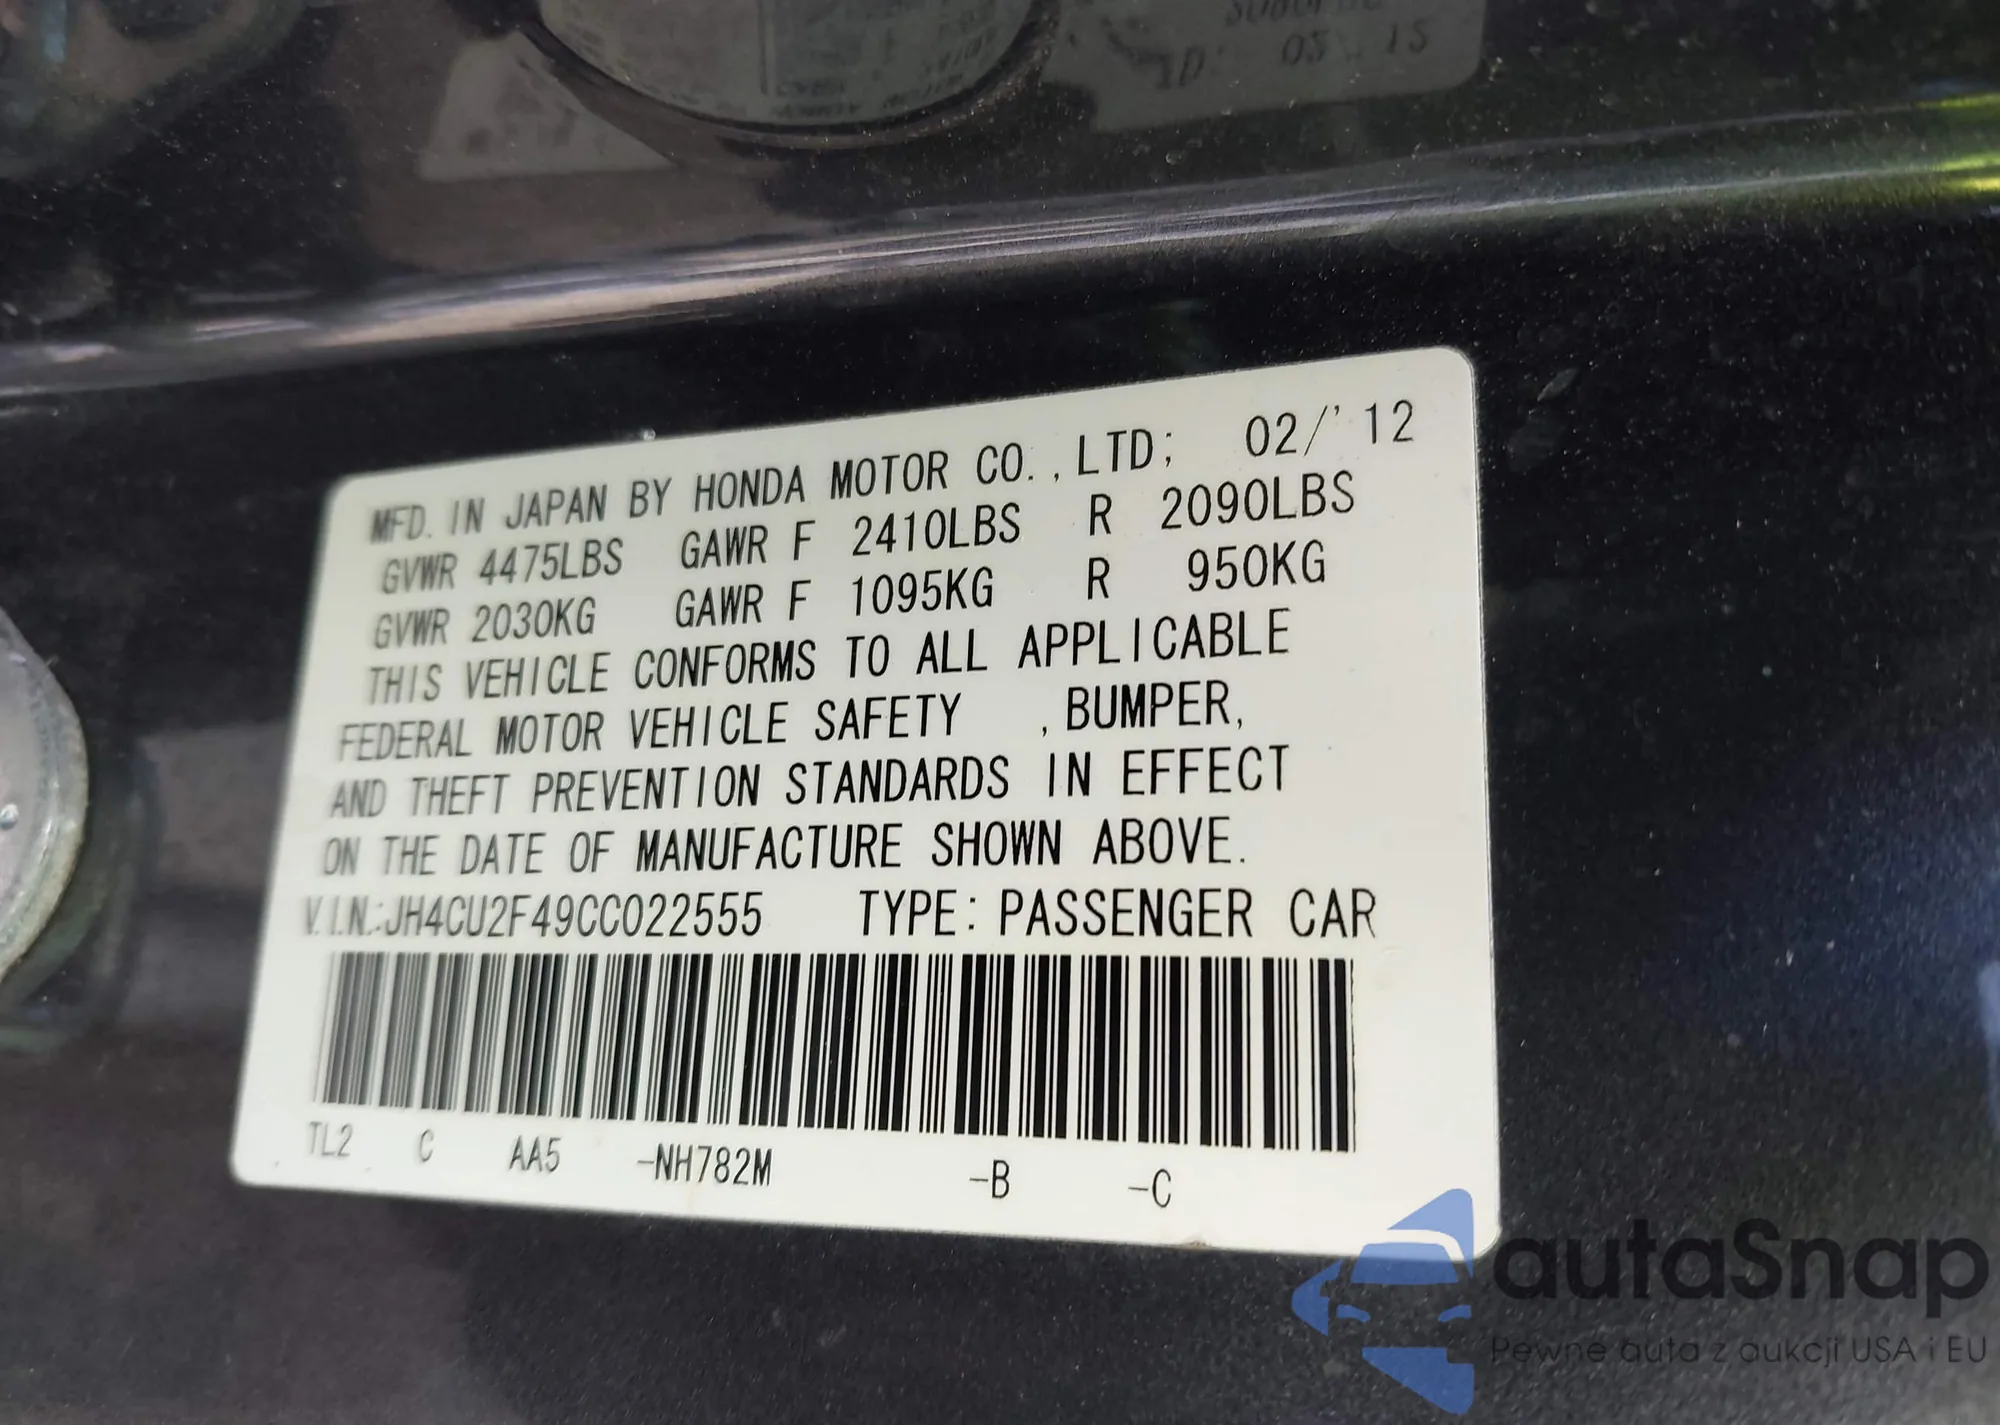 MFD. IN JAPAN BY HONDA MOTOR CO., LTD; 02/'12
GVWR 4475LBS GAWR F 2410LBS R 2090LBS
GVWR 2030KG GAWR F 1095KG R 950KG
THIS VEHICLE CONFORMS TO ALL APPLICABLE
FEDERAL MOTOR VEHICLE SAFETY , BUMPER,
AND THEFT PREVENTION STANDARDS IN EFFECT
ON THE DATE OF MANUFACTURE SHOWN ABOVE.
V.I.N.:JH4CU2F49CC022555 TYPE: PASSENGER CAR
TL2 C AA5 -NH782M -B -C
autaSnap
Pewne auta z aukcji USA i EU